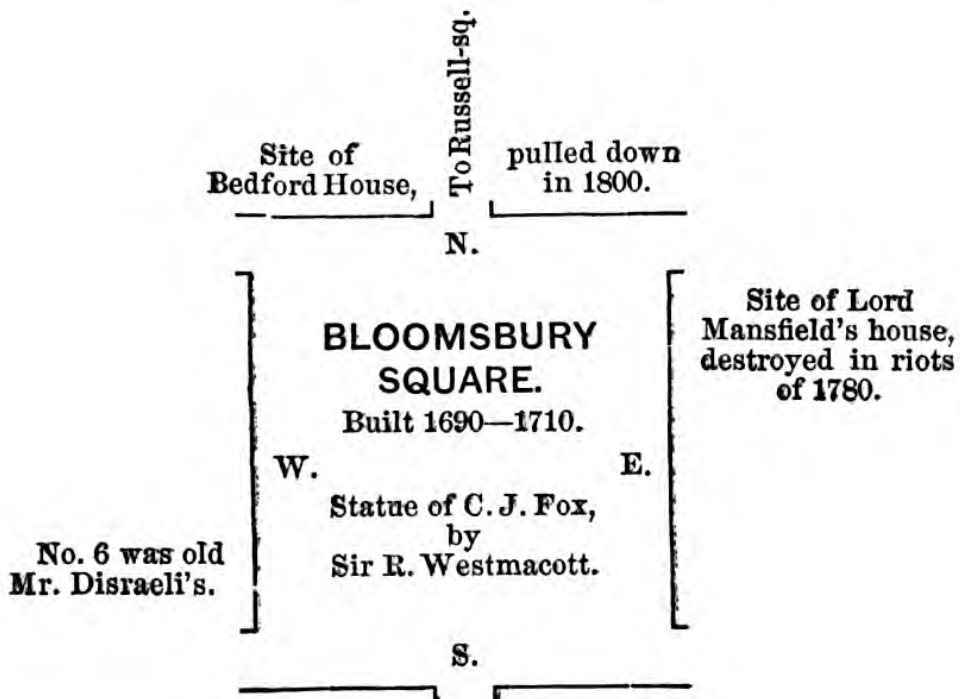 To Russell-sq.
Site of
Bedford House,
pulled down
in 1800.
N.
BLOOMSBURY
SQUARE.
Built 1690—1710.
W.
E.
Statue of C. J. Fox,
by
Sir R. Westmacott.
Site of Lord
Mansfield's house,
destroyed in riots
of 1780.
No. 6 was old
Mr. Disraeli's.
S.